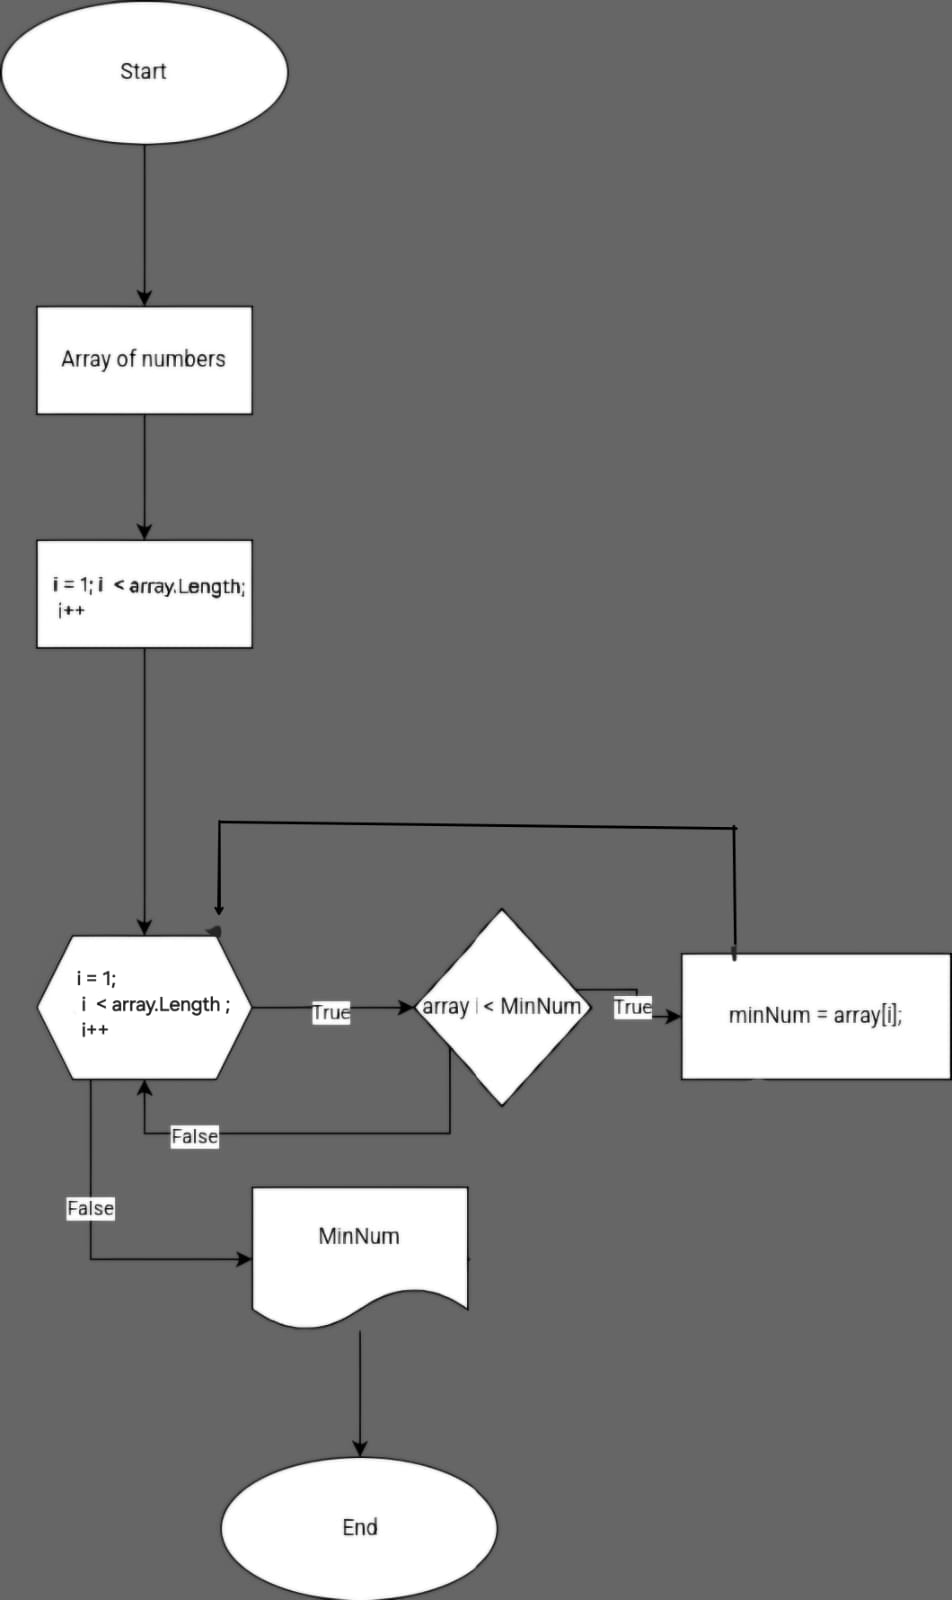 Start
Array of numbers
i = 1; i < array.Length;
i++
i = 1;
i < array.Length ;
i++
True
array i < MinNum
True
minNum = array[i];
False
False
MinNum
End